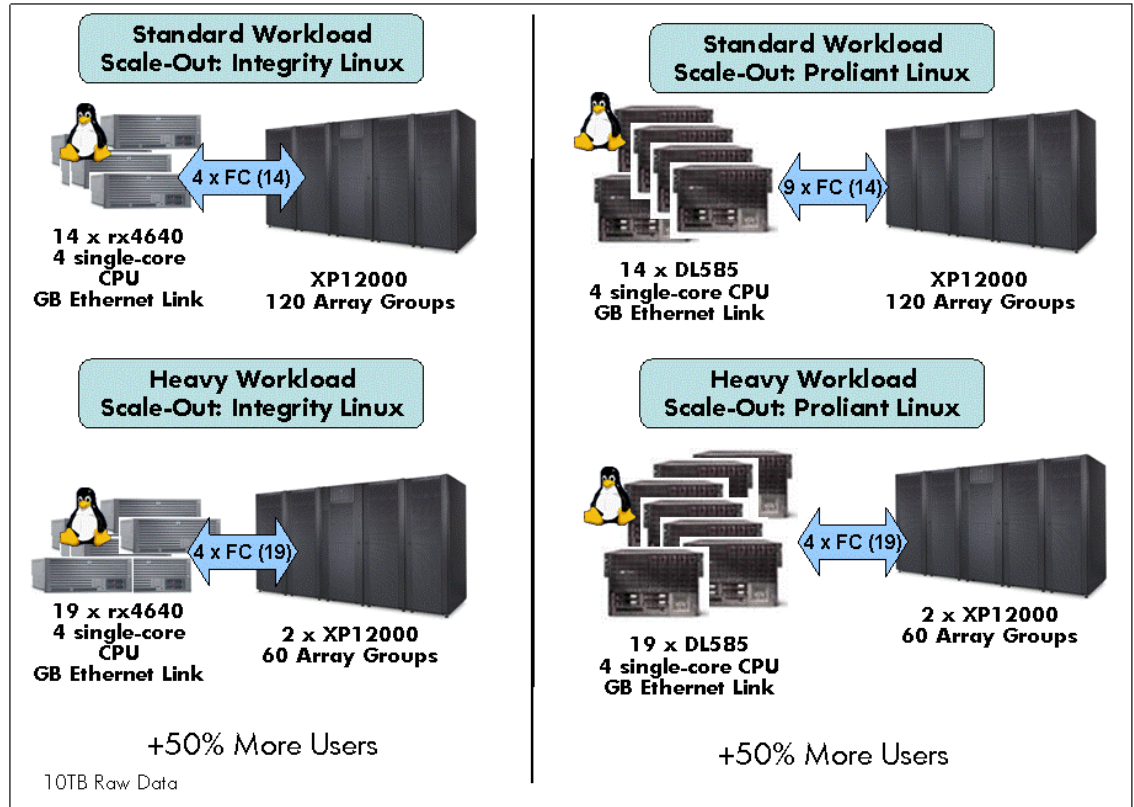 Standard Workload
Scale-Out: Integrity Linux
4 x FC (14)
14 x rx4640
4 single-core
CPU
GB Ethernet Link
XP12000
120 Array Groups
Heavy Workload
Scale-Out: Integrity Linux
4 x FC (19)
19 x rx4640
4 single-core
CPU
GB Ethernet Link
2 x XP12000
60 Array Groups
+50% More Users
10TB Raw Data
Standard Workload
Scale-Out: Proliant Linux
9 x FC (14)
14 x DL585
4 single-core CPU
GB Ethernet Link
XP12000
120 Array Groups
Heavy Workload
Scale-Out: Proliant Linux
4 x FC (19)
19 x DL585
4 single-core CPU
GB Ethernet Link
2 x XP12000
60 Array Groups
+50% More Users